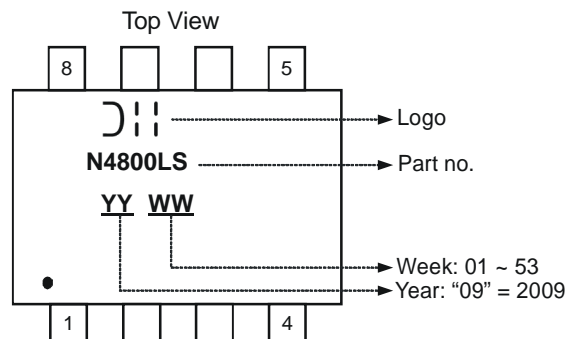 Top View
8 5
Logo
N4800LS Part no.
YY WW
Week: 01 ~ 53
Year: “09” = 2009
1 4